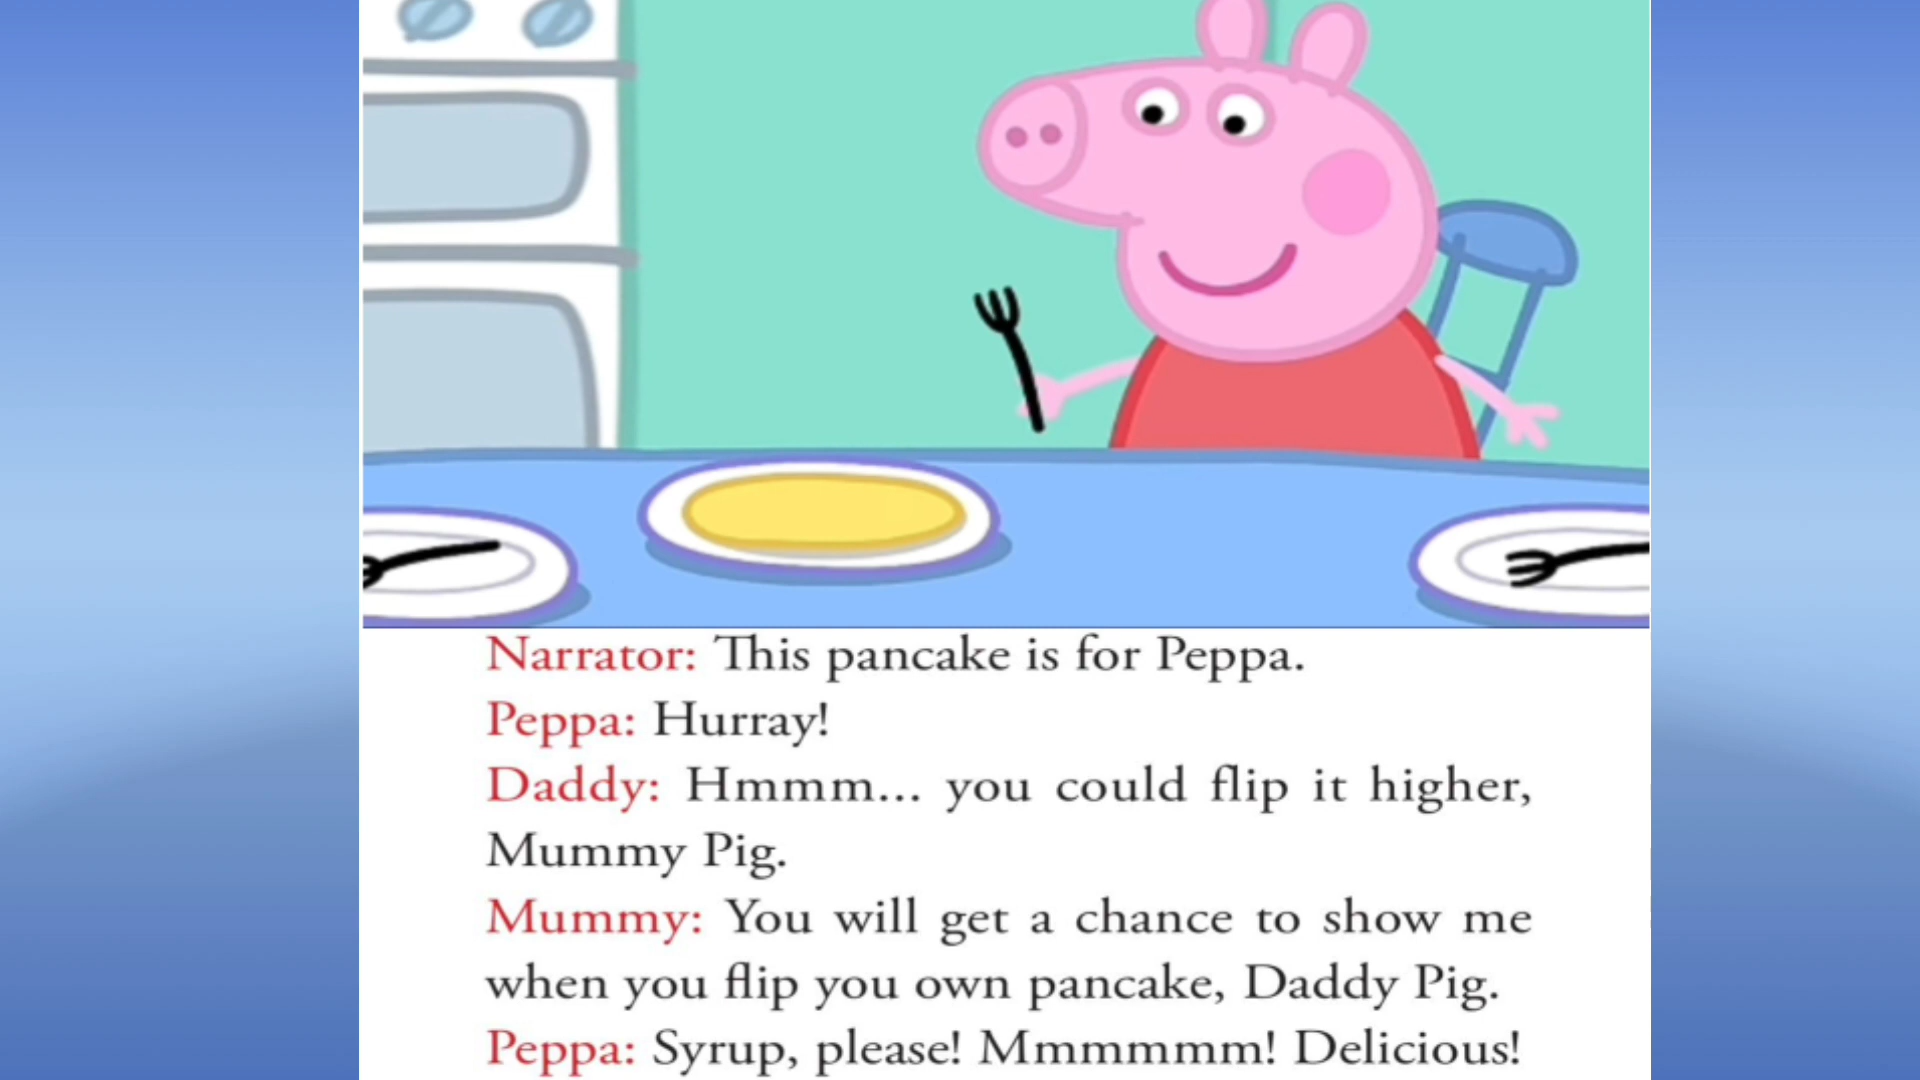 Narrator: This pancake is for Peppa.
Peppa: Hurray!
Daddy: Hmmm... you could flip it higher,
Mummy Pig.
Mummy: You will get a chance to show me
when you flip you own pancake, Daddy Pig.
Peppa: Syrup, please! Mmmmmm! Delicious!